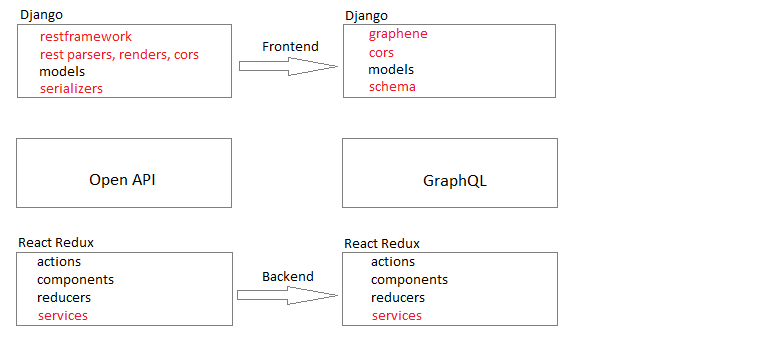 Django
restframework
rest parsers, renders, cors
models
serializers
Frontend
Django
graphene
cors
models
schema
Open API
GraphQL
React Redux
actions
components
reducers
services
Backend
React Redux
actions
components
reducers
services